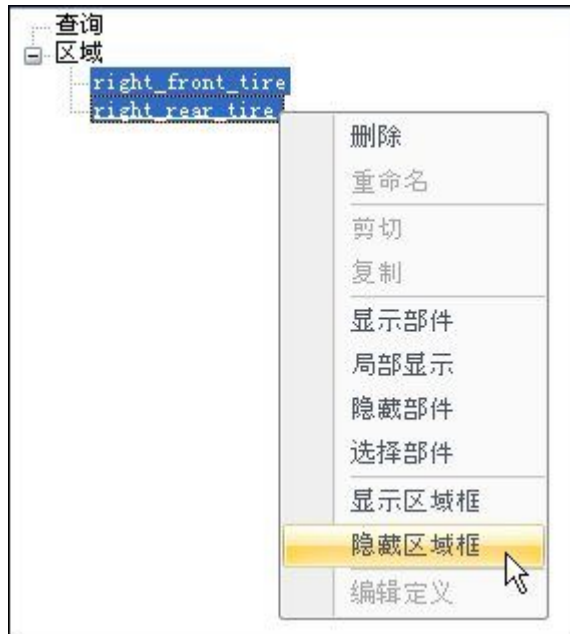 查询
区域
right_front_tire
right_rear_tire
删除
重命名
剪切
复制
显示部件
局部显示
隐藏部件
选择部件
显示区域框
隐藏区域框
编辑定义